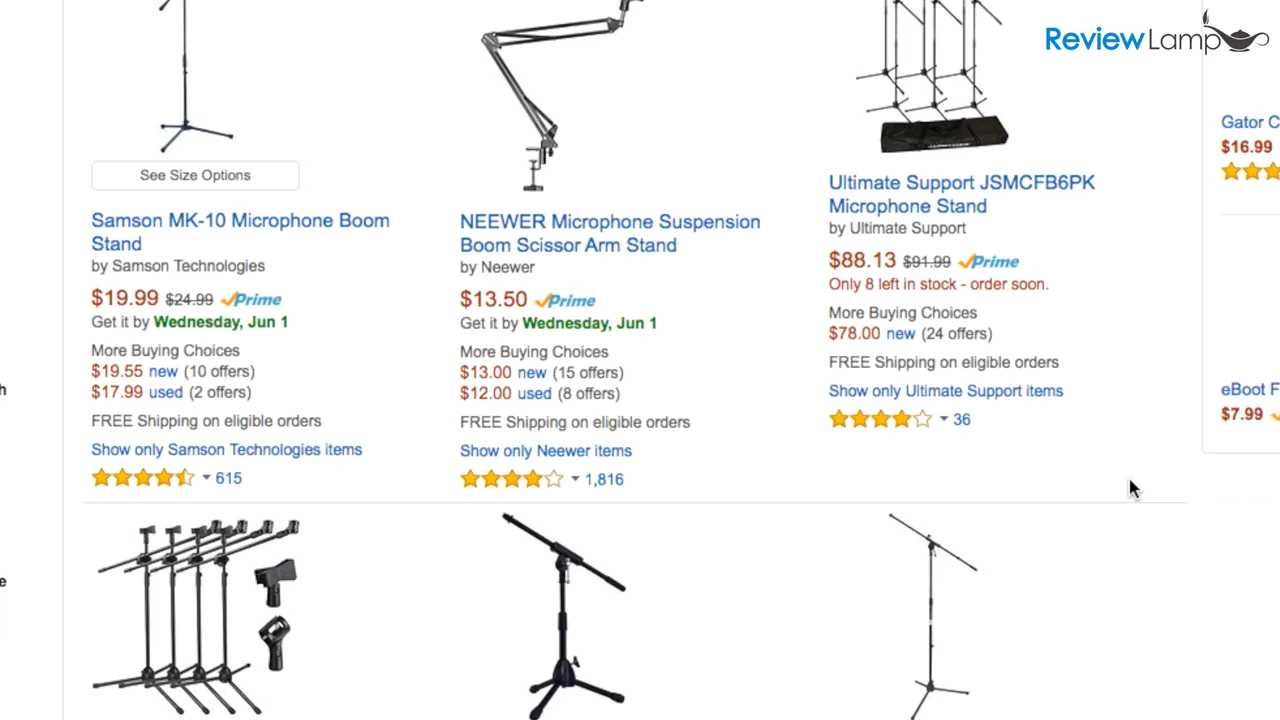 ReviewLamp
See Size Options
Samson MK-10 Microphone Boom
Stand
by Samson Technologies
$19.99 $24.99 Prime
Get it by Wednesday, Jun 1
More Buying Choices
$19.55 new (10 offers)
$17.99 used (2 offers)
FREE Shipping on eligible orders
Show only Samson Technologies items
615
NEEWER Microphone Suspension
Boom Scissor Arm Stand
by Neewer
$13.50 Prime
Get it by Wednesday, Jun 1
More Buying Choices
$13.00 new (15 offers)
$12.00 used (8 offers)
FREE Shipping on eligible orders
Show only Neewer items
1,816
Ultimate Support JSMCFB6PK
Microphone Stand
by Ultimate Support
$88.13 $91.99 Prime
Only 8 left in stock - order soon.
More Buying Choices
$78.00 new (24 offers)
FREE Shipping on eligible orders
Show only Ultimate Support items
36
Gator C
$16.99
eBoot F
$7.99
h
e